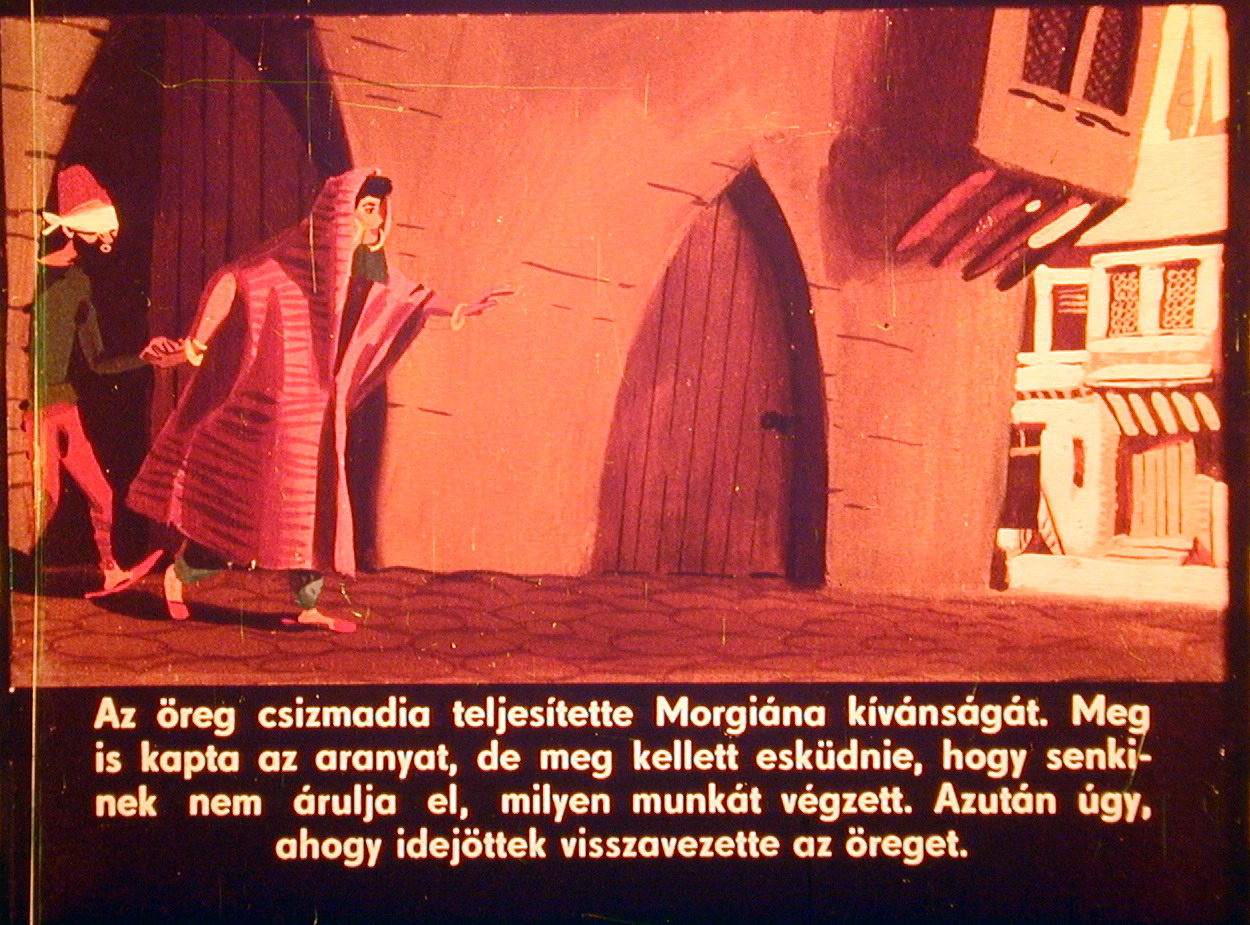 Az öreg csizmadia teljesítette Morgiána kívánságát. Meg
is kapta az aranyat, de meg kellett esküdnie, hogy senki-
nek nem árulja el, milyen munkát végzett. Azután úgy,
ahogy idejöttek visszavezette az öreget.